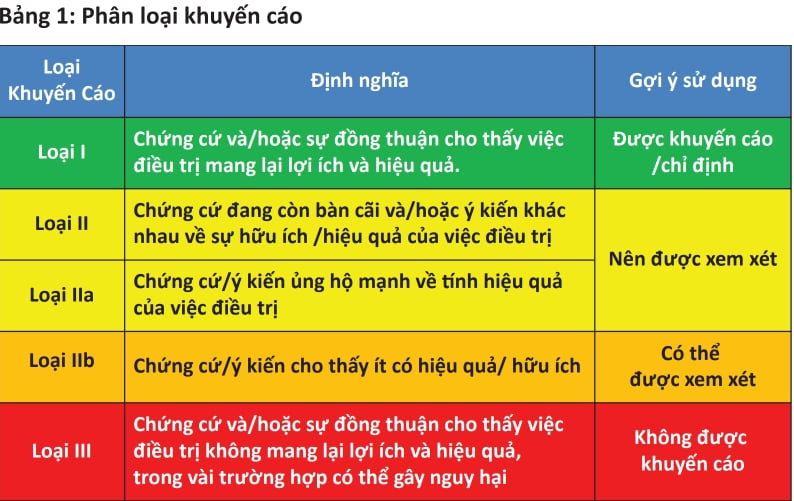 Bảng 1: Phân loại khuyến cáo
Loại
Khuyến Cáo
Định nghĩa
Gợi ý sử dụng
Loại I
Chứng cứ và/hoặc sự đồng thuận cho thấy việc
điều trị mang lại lợi ích và hiệu quả.
Được khuyến cáo
/chỉ định
Loại II
Chứng cứ đang còn bàn cãi và/hoặc ý kiến khác
nhau về sự hữu ích /hiệu quả của việc điều trị
Nên được xem xét
Loại IIa
Chứng cứ/ý kiến ủng hộ mạnh về tính hiệu quả
của việc điều trị
Loại IIb
Chứng cứ/ý kiến cho thấy ít có hiệu quả/ hữu ích
Có thể
được xem xét
Loại III
Chứng cứ và/hoặc sự đồng thuận cho thấy việc
điều trị không mang lại lợi ích và hiệu quả,
trong vài trường hợp có thể gây nguy hại
Không được
khuyến cáo